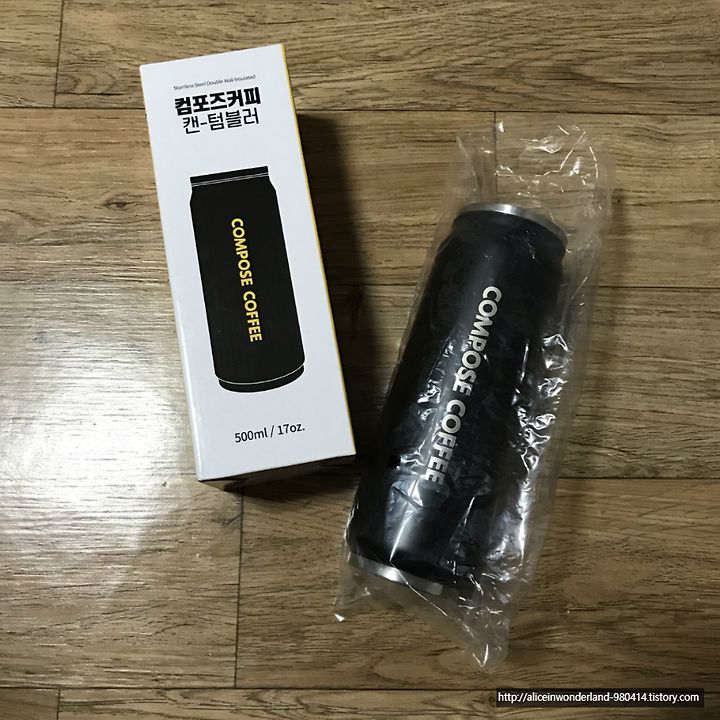 Stainless Steel Double Wall Insulated
컴포즈커피
캔-텀블러
COMPOSE COFFEE
500ml / 17oz.
COMPOSE COFFEE
http://aliceinwonderland-980414.tistory.com